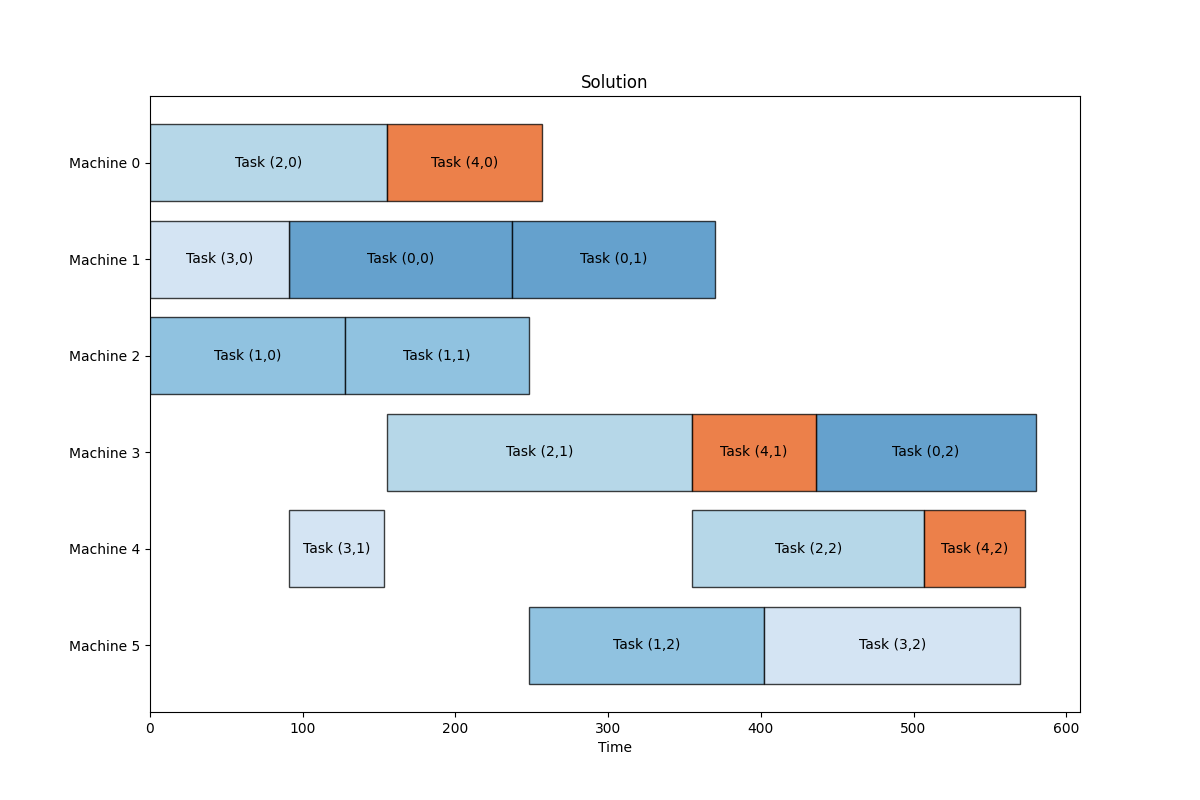 Solution
Machine 0
Task (2,0)
Task (4,0)
Machine 1
Task (3,0)
Task (0,0)
Task (0,1)
Machine 2
Task (1,0)
Task (1,1)
Machine 3
Task (2,1)
Task (4,1)
Task (0,2)
Machine 4
Task (3,1)
Task (2,2)
Task (4,2)
Machine 5
Task (1,2)
Task (3,2)
0 100 200 300 400 500 600
Time